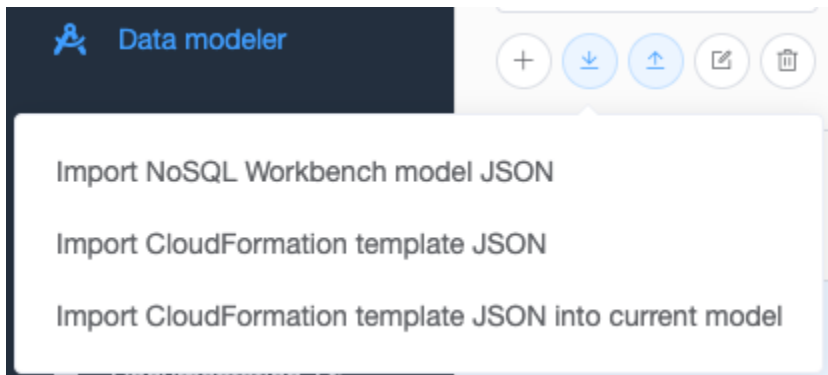 Data modeler
Import NoSQL Workbench model JSON
Import CloudFormation template JSON
Import CloudFormation template JSON into current model